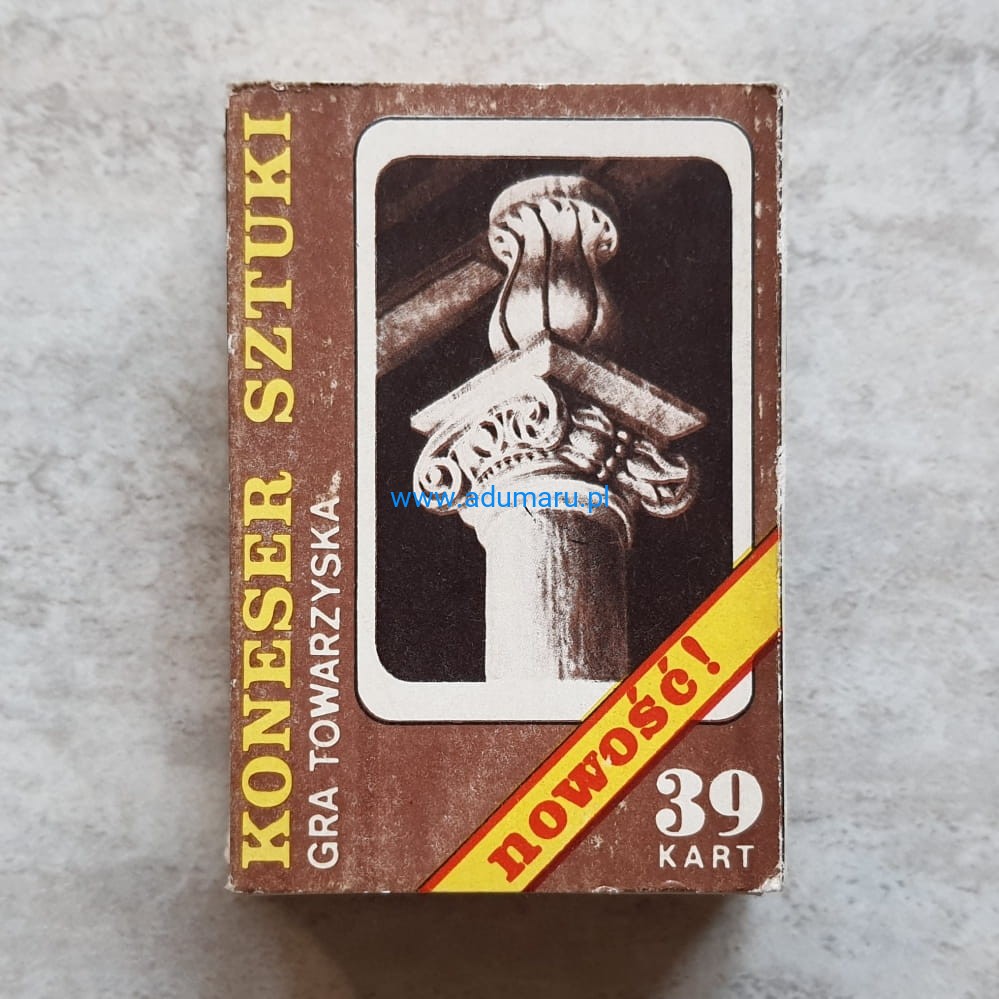 KONESER SZTUKI
GRA TOWARZYSKA
www.adumaru.pl
nowość!
39
KART